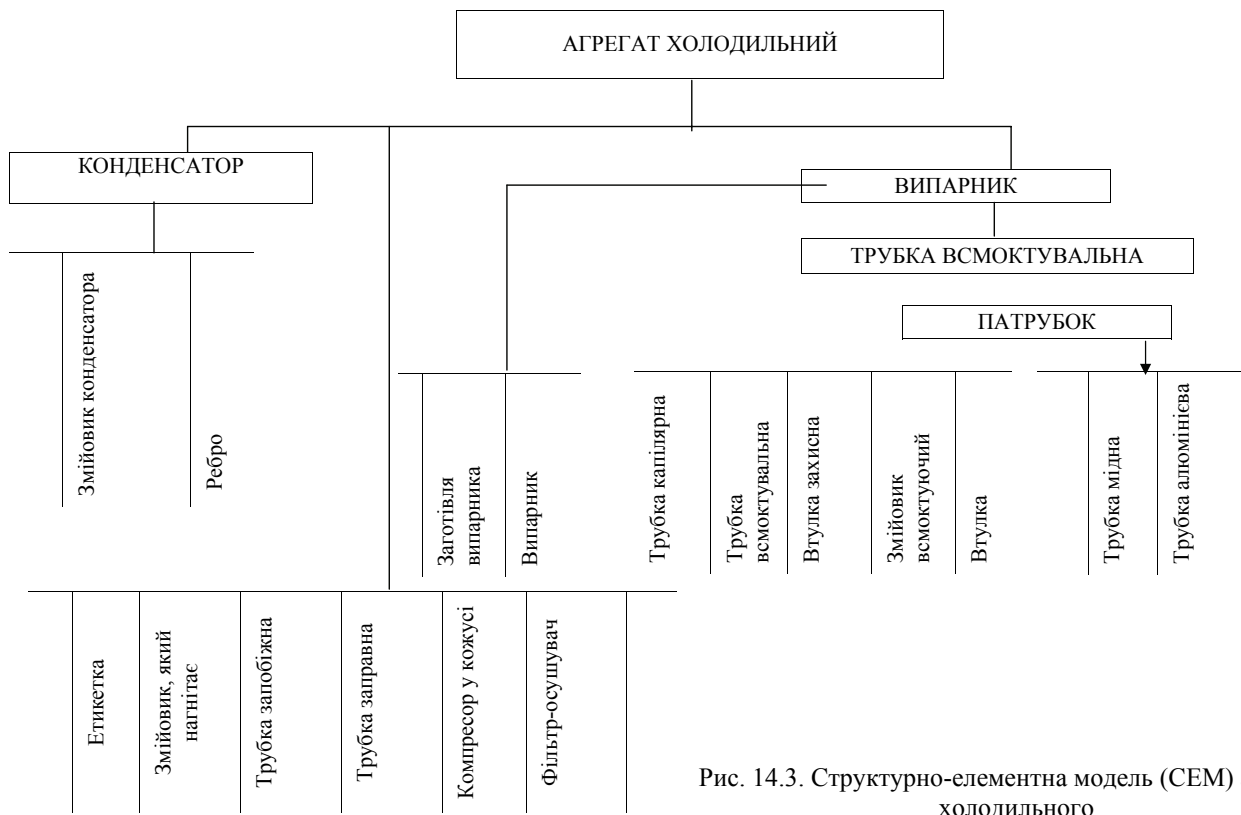 АГРЕГАТ ХОЛОДИЛЬНИЙ
КОНДЕНСАТОР
ВИПАРНИК
ТРУБКА ВСМОКТУВАЛЬНА
ПАТРУБОК
Змійовик конденсатора
Ребро
Заготівля
випарника
Випарник
Трубка капілярна
Трубка
всмоктувальна
Втулка захисна
Змійовик
всмоктуючий
Втулка
Трубка мідна
Трубка алюмінієва
Етикетка
Змійовик, який
нагнітає
Трубка запобіжна
Трубка заправна
Компресор у кожусі
Фільтр-осушувач
Рис. 14.3. Структурно-елементна модель (СЕМ)
холодильного